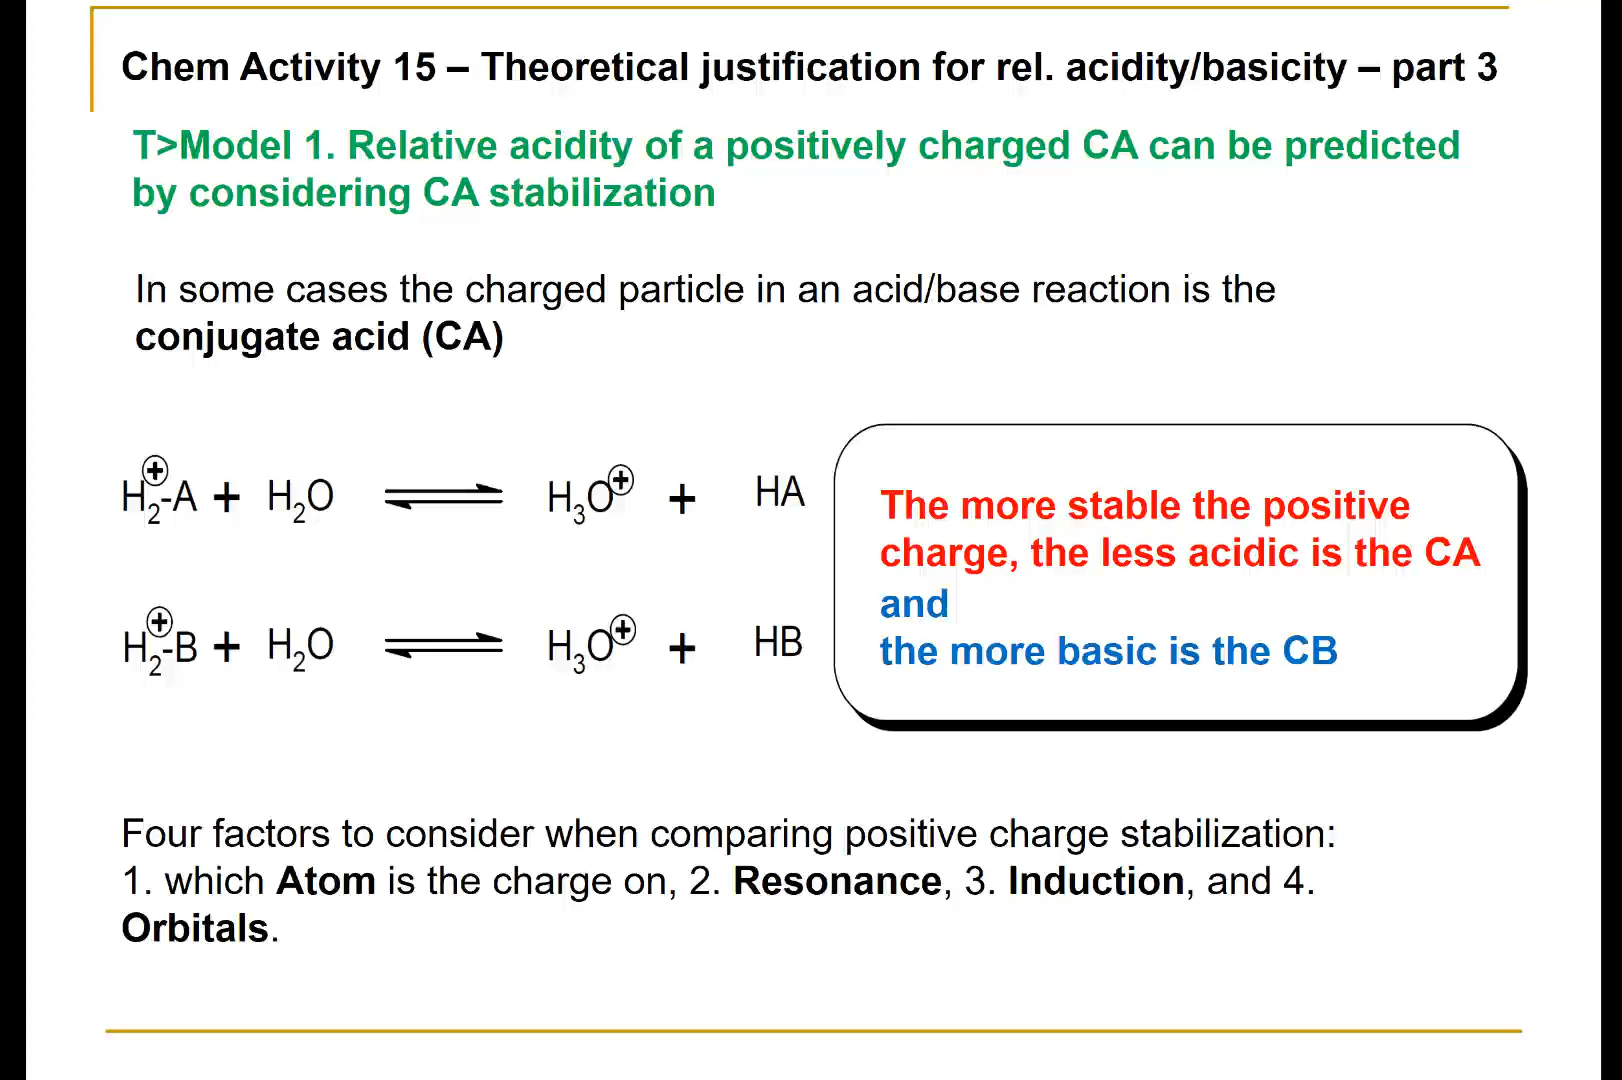 Chem Activity 15 – Theoretical justification for rel. acidity/basicity – part 3
T>Model 1. Relative acidity of a positively charged CA can be predicted
by considering CA stabilization
In some cases the charged particle in an acid/base reaction is the
conjugate acid (CA)
H₂⊕-A + H₂O ⇌ H₃O⊕ + HA
H₂⊕-B + H₂O ⇌ H₃O⊕ + HB
The more stable the positive
charge, the less acidic is the CA
and
the more basic is the CB
Four factors to consider when comparing positive charge stabilization:
1. which Atom is the charge on, 2. Resonance, 3. Induction, and 4.
Orbitals.